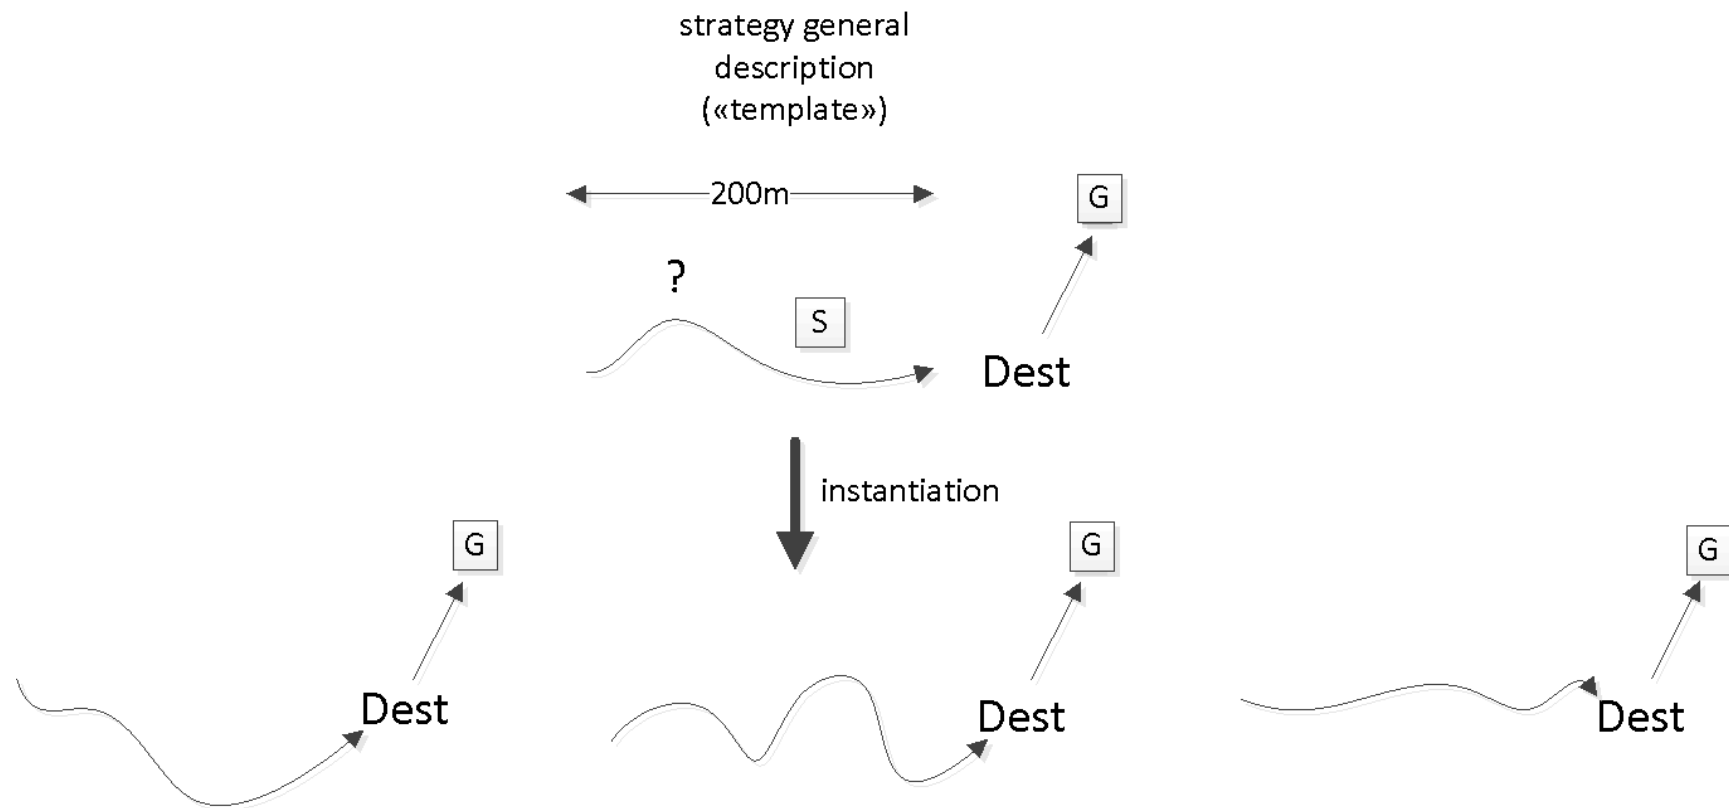 strategy general
description
(«template»)
200m
G
?
S
Dest
instantiation
G
G
G
Dest
Dest
Dest